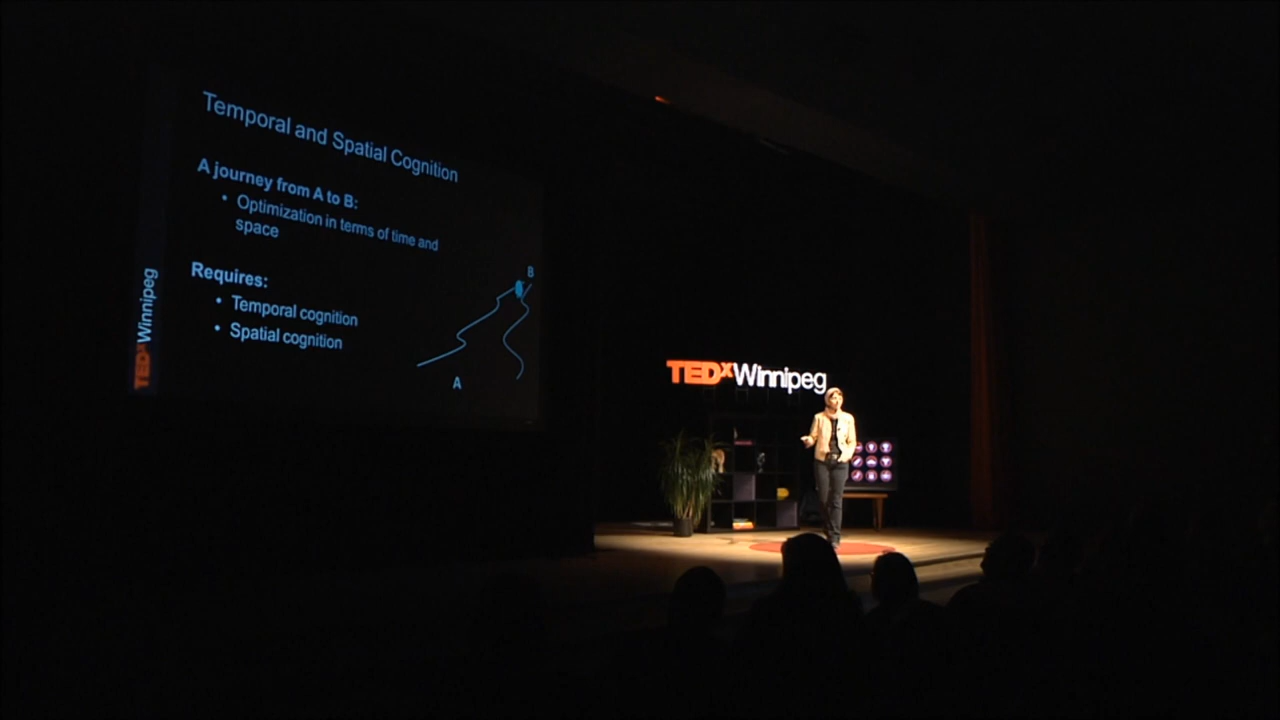 Temporal and Spatial Cognition
A journey from A to B:
• Optimization in terms of time and
space
Requires:
• Temporal cognition
• Spatial cognition
B
A
TEDxWinnipeg
TEDxWinnipeg